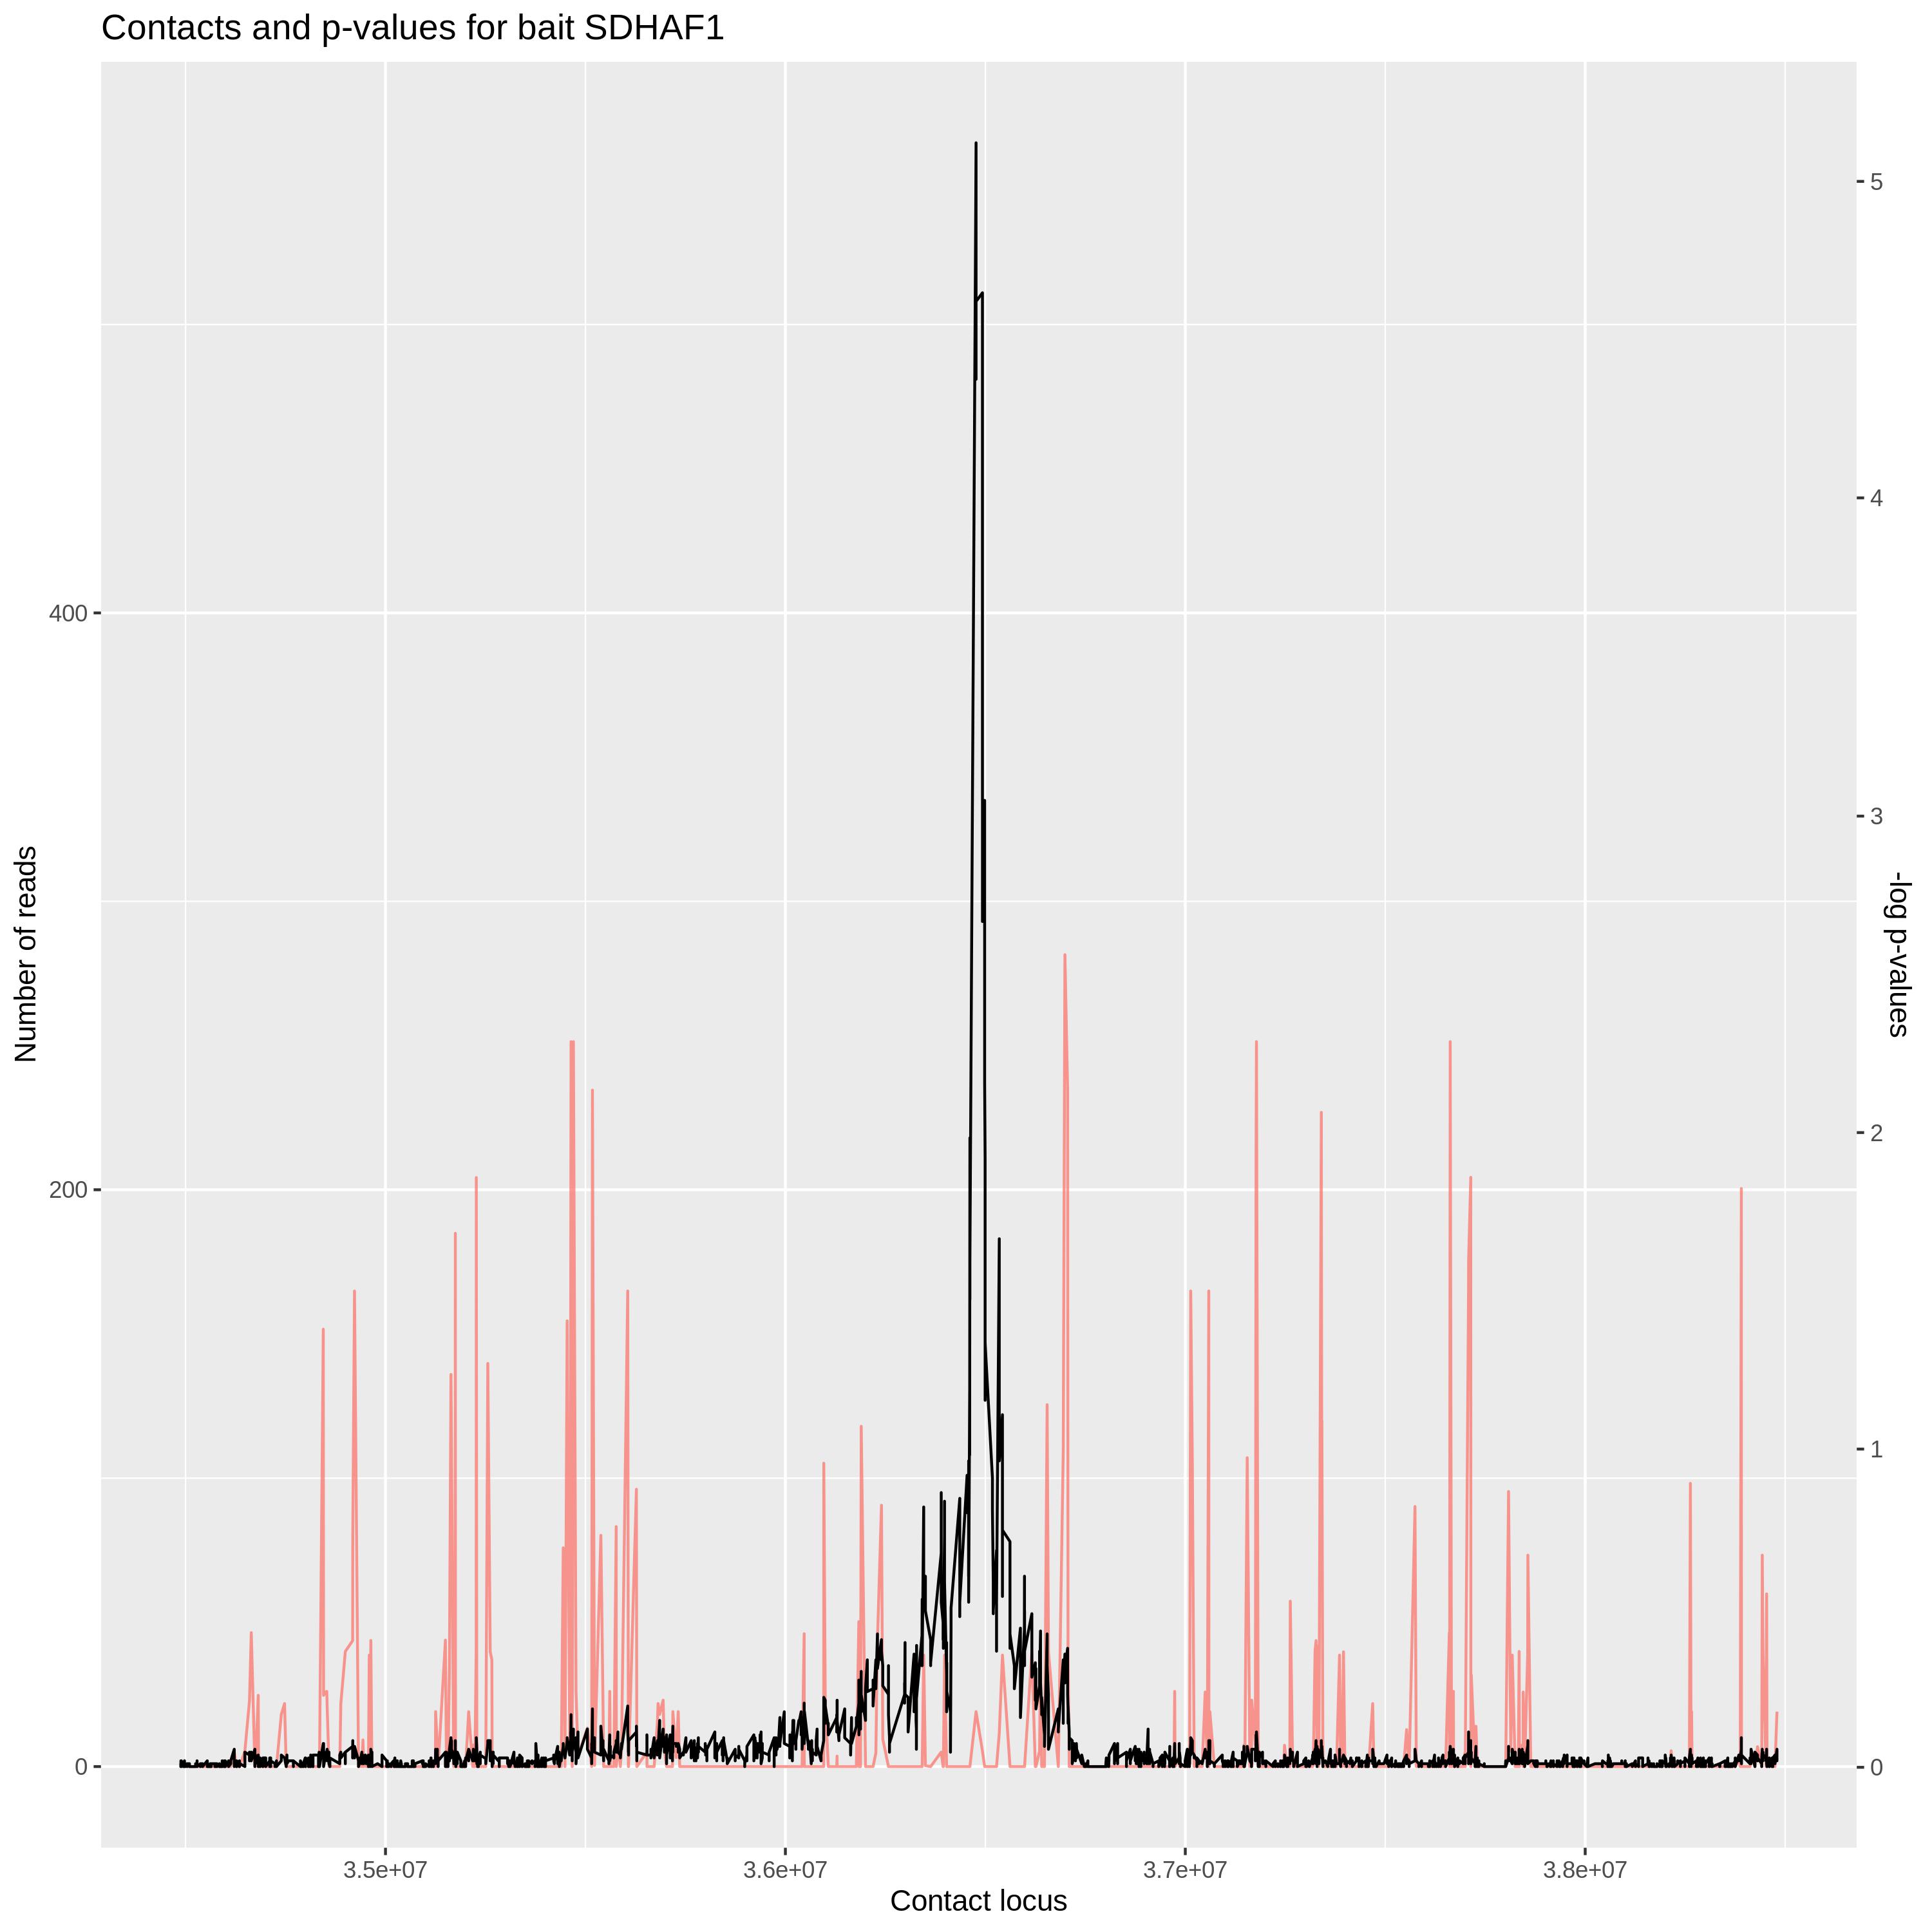 Contacts and p-values for bait SDHAF1
5
4
400
3
Number of reads
-log p-values
2
200
1
0
0
3.5e+07
3.6e+07
3.7e+07
3.8e+07
Contact locus